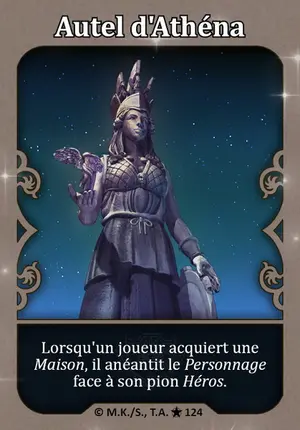 Autel d'Athéna
Lorsqu'un joueur acquiert une
Maison, il anéantit le Personnage
face à son pion Héros.
© M.K./S., T.A. ★ 124